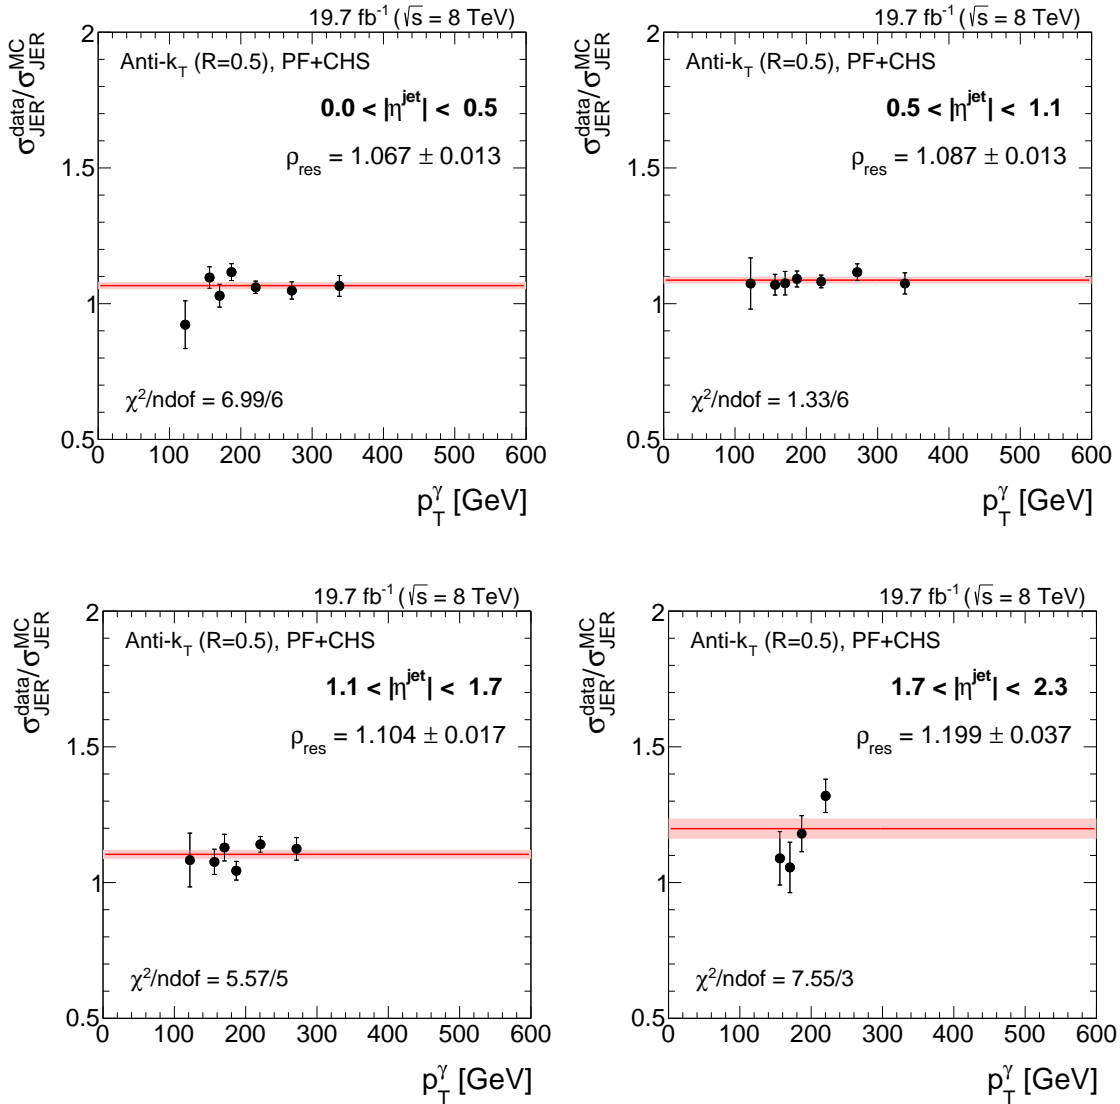 19.7 fb⁻¹ (√s = 8 TeV)
σ_JER^data/σ_JER^MC
Anti-k_T (R=0.5), PF+CHS
0.0 < |η^jet| < 0.5
ρ_res = 1.067 ± 0.013
χ²/ndof = 6.99/6
2
1.5
1
0.5
0 100 200 300 400 500 600
p_T^γ [GeV]
19.7 fb⁻¹ (√s = 8 TeV)
σ_JER^data/σ_JER^MC
Anti-k_T (R=0.5), PF+CHS
0.5 < |η^jet| < 1.1
ρ_res = 1.087 ± 0.013
χ²/ndof = 1.33/6
2
1.5
1
0.5
0 100 200 300 400 500 600
p_T^γ [GeV]
19.7 fb⁻¹ (√s = 8 TeV)
σ_JER^data/σ_JER^MC
Anti-k_T (R=0.5), PF+CHS
1.1 < |η^jet| < 1.7
ρ_res = 1.104 ± 0.017
χ²/ndof = 5.57/5
2
1.5
1
0.5
0 100 200 300 400 500 600
p_T^γ [GeV]
19.7 fb⁻¹ (√s = 8 TeV)
σ_JER^data/σ_JER^MC
Anti-k_T (R=0.5), PF+CHS
1.7 < |η^jet| < 2.3
ρ_res = 1.199 ± 0.037
χ²/ndof = 7.55/3
2
1.5
1
0.5
0 100 200 300 400 500 600
p_T^γ [GeV]